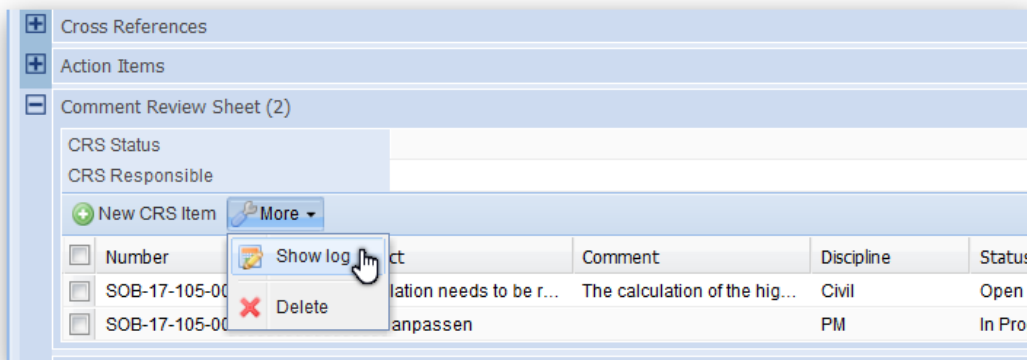 Cross References
Action Items
Comment Review Sheet (2)
CRS Status
CRS Responsible
New CRS Item More
Number Comment Discipline Status
Show log
SOB-17-105-00 lation needs to be r... The calculation of the hig... Civil Open
Delete
SOB-17-105-00 anpassen PM In Pro